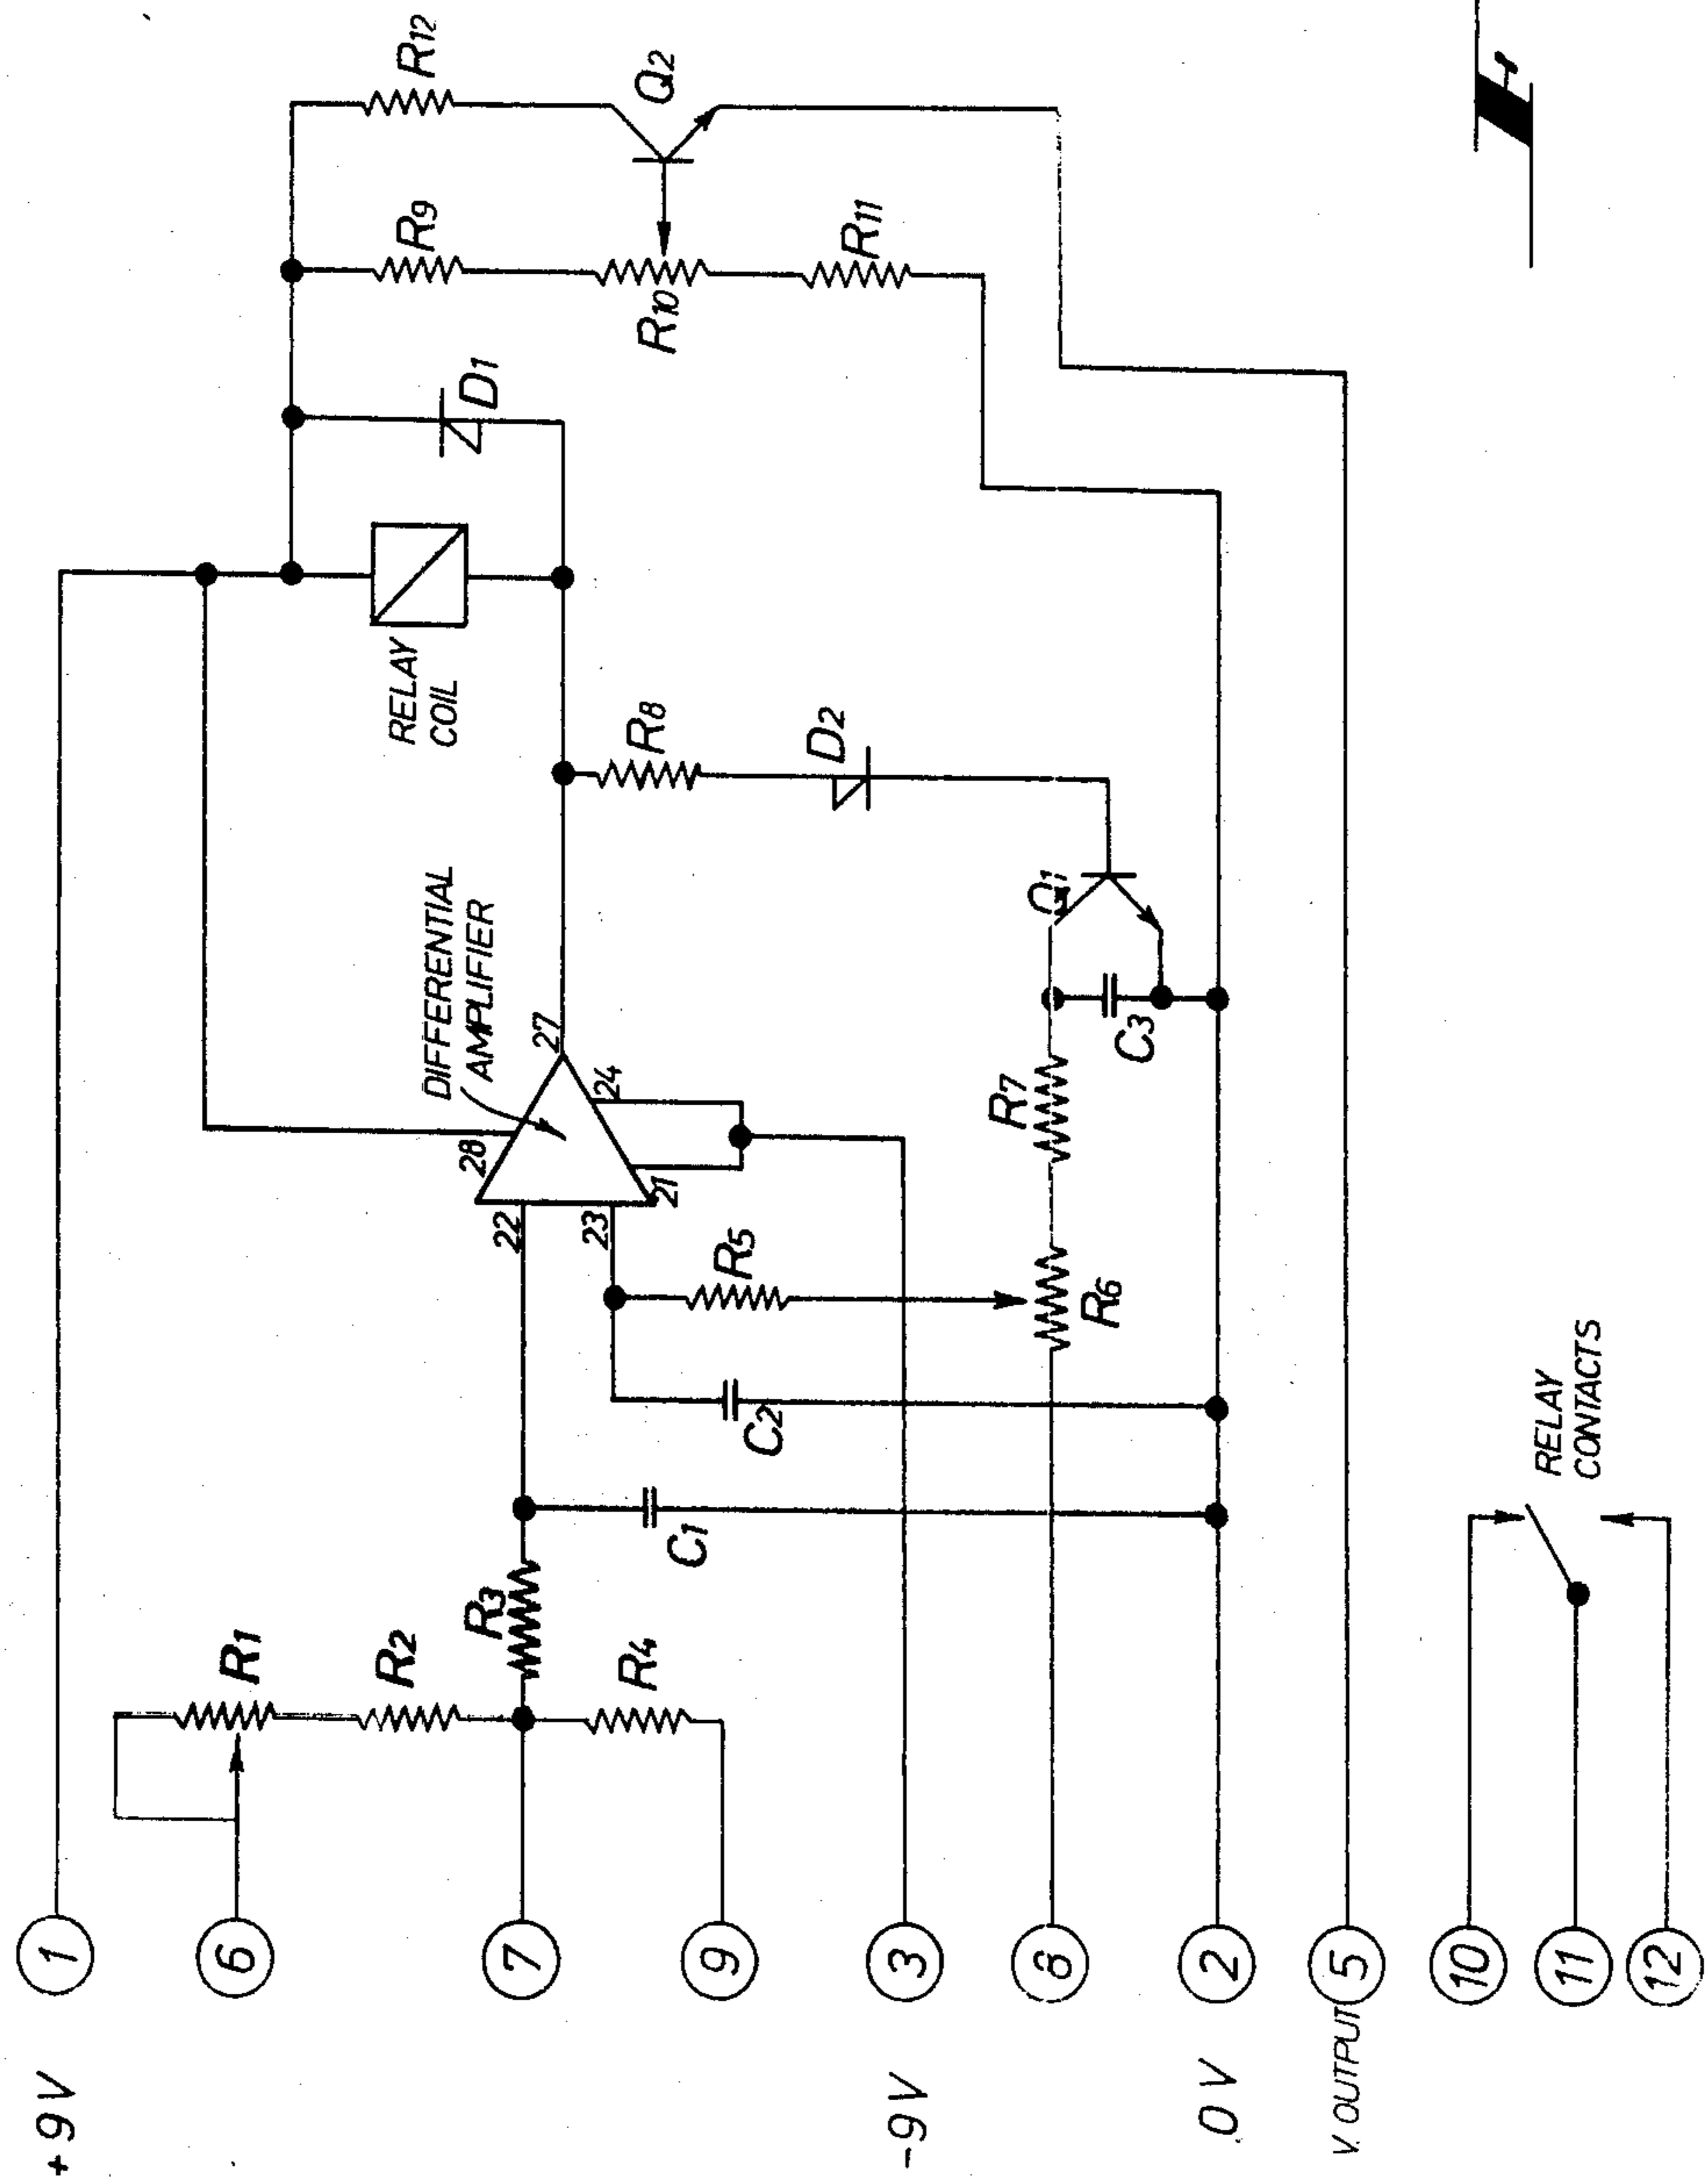 +9V
1
6
7
9
3
-9V
8
2
0 V
5
V. OUTPUT
10
11
12
R1
R2
R3
R4
C1
C2
R5
R6
R7
C3
Q1
22
23
28
21
24
27
DIFFERENTIAL
AMPLIFIER
RELAY
COIL
R8
D2
D1
R9
R10
R11
R12
Q2
RELAY
CONTACTS